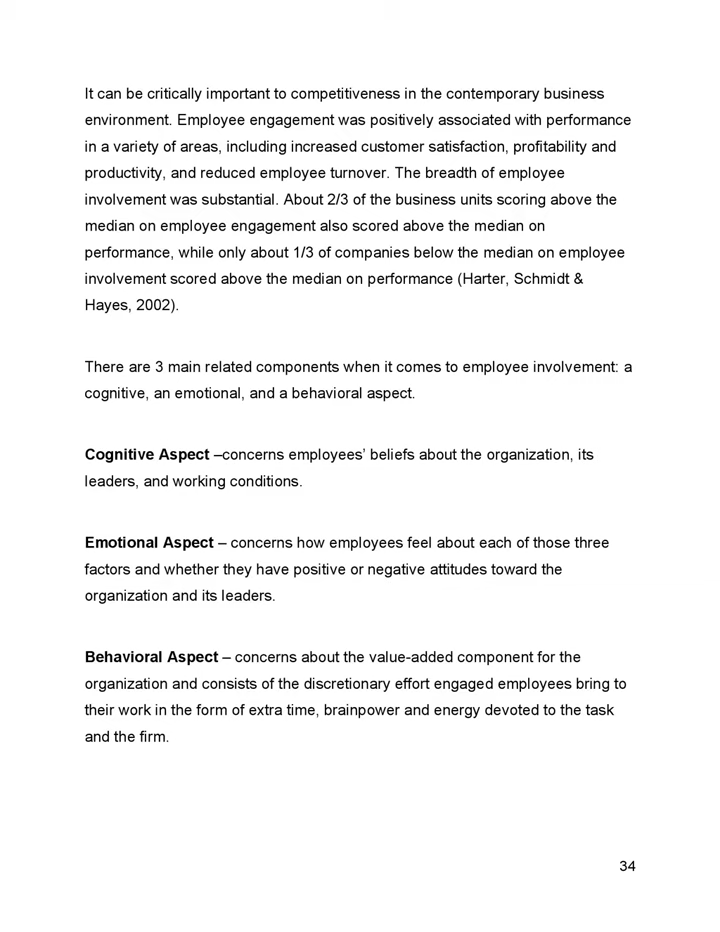 It can be critically important to competitiveness in the contemporary business
environment. Employee engagement was positively associated with performance
in a variety of areas, including increased customer satisfaction, profitability and
productivity, and reduced employee turnover. The breadth of employee
involvement was substantial. About 2/3 of the business units scoring above the
median on employee engagement also scored above the median on
performance, while only about 1/3 of companies below the median on employee
involvement scored above the median on performance (Harter, Schmidt &
Hayes, 2002).
There are 3 main related components when it comes to employee involvement: a
cognitive, an emotional, and a behavioral aspect.
Cognitive Aspect –concerns employees’ beliefs about the organization, its
leaders, and working conditions.
Emotional Aspect – concerns how employees feel about each of those three
factors and whether they have positive or negative attitudes toward the
organization and its leaders.
Behavioral Aspect – concerns about the value-added component for the
organization and consists of the discretionary effort engaged employees bring to
their work in the form of extra time, brainpower and energy devoted to the task
and the firm.
34